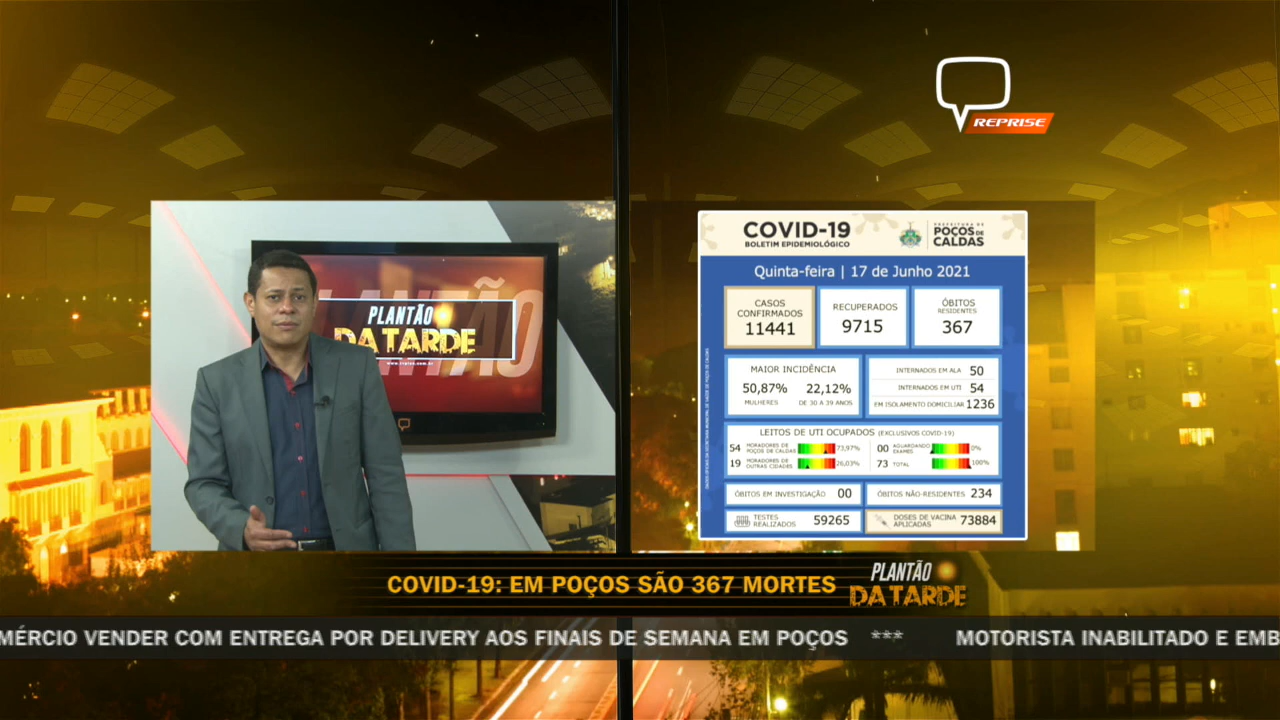 REPRISE
PLANTÃO
PLANTÃO
DA TARDE
COVID-19
BOLETIM EPIDEMIOLÓGICO
PREFEITURA DE
POÇOS DE
CALDAS
Quinta-feira | 17 de Junho 2021
CASOS
CONFIRMADOS
11441
RECUPERADOS
9715
ÓBITOS
RESIDENTES
367
MAIOR INCIDÊNCIA
50,87% 22,12%
MULHERES DE 30 A 39 ANOS
INTERNADOS EM ALA 50
INTERNADOS EM UTI 54
EM ISOLAMENTO DOMICILIAR 1236
LEITOS DE UTI OCUPADOS (EXCLUSIVOS COVID-19)
54 MORADORES DE POÇOS DE CALDAS 73,97%
00 AGUARDANDO EXAMES 0%
19 MORADORES DE OUTRAS CIDADES 26,03%
73 TOTAL 100%
ÓBITOS EM INVESTIGAÇÃO 00
ÓBITOS NÃO-RESIDENTES 234
TESTES REALIZADOS 59265
DOSES DE VACINA APLICADAS 73884
COVID-19: EM POÇOS SÃO 367 MORTES
PLANTÃO
DA TARDE
MÉRCIO VENDER COM ENTREGA POR DELIVERY AOS FINAIS DE SEMANA EM POÇOS *** MOTORISTA INABILITADO E EMB